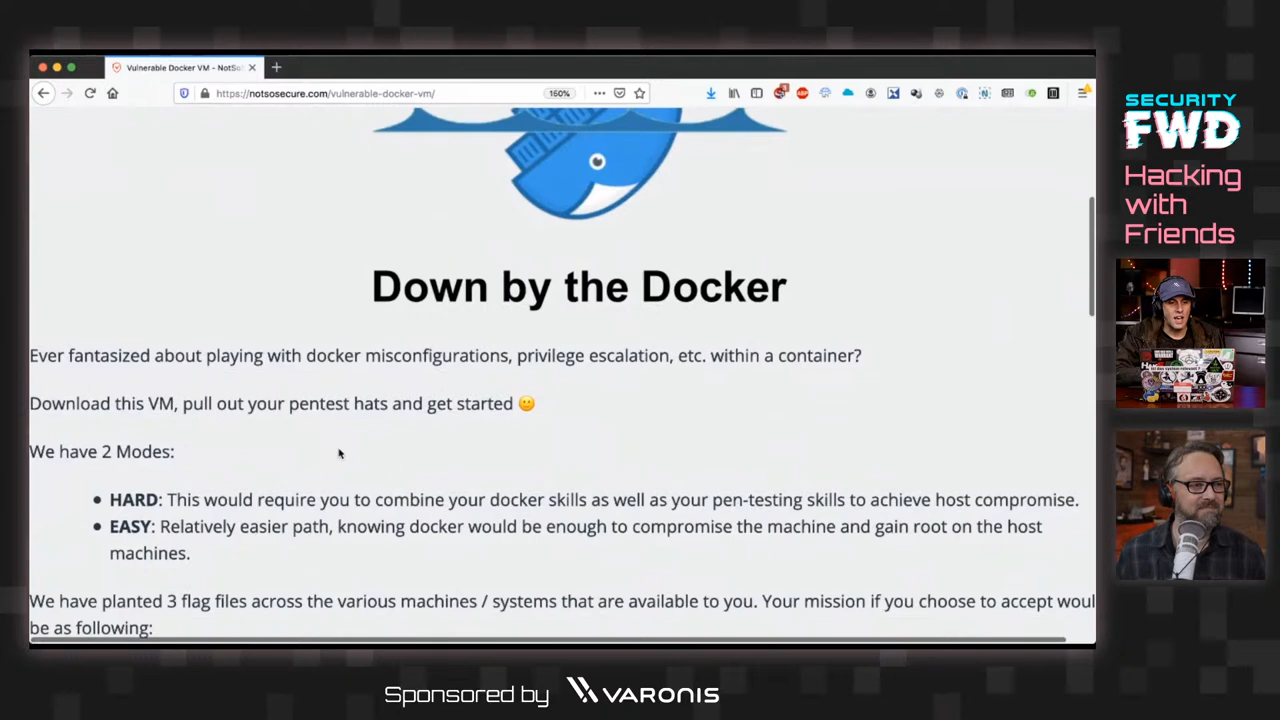 Vulnerable Docker VM - NotSo
https://notsosecure.com/vulnerable-docker-vm/
150%
ABP
SECURITY
FWD
Hacking
with
Friends
Down by the Docker
Ever fantasized about playing with docker misconfigurations, privilege escalation, etc. within a container?
Download this VM, pull out your pentest hats and get started 🙂
We have 2 Modes:
• HARD: This would require you to combine your docker skills as well as your pen-testing skills to achieve host compromise.
• EASY: Relatively easier path, knowing docker would be enough to compromise the machine and gain root on the host
machines.
We have planted 3 flag files across the various machines / systems that are available to you. Your mission if you choose to accept woul
be as following:
Sponsored by VARONIS